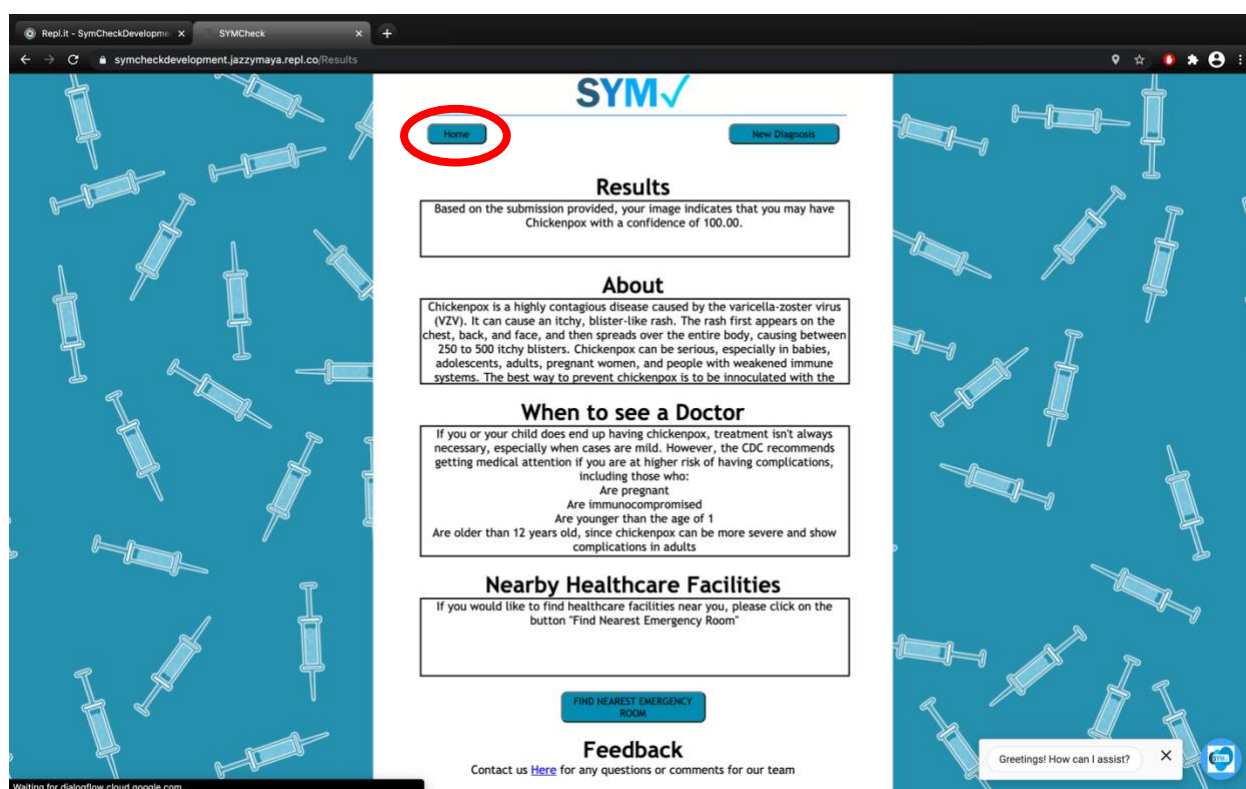 Repl.it - SymCheckDevelopme
SYMCheck
symcheckdevelopment.jazzymaya.repl.co/Results
SYM✓
Home
New Diagnosis
Results
Based on the submission provided, your image indicates that you may have
Chickenpox with a confidence of 100.00.
About
Chickenpox is a highly contagious disease caused by the varicella-zoster virus
(VZV). It can cause an itchy, blister-like rash. The rash first appears on the
chest, back, and face, and then spreads over the entire body, causing between
250 to 500 itchy blisters. Chickenpox can be serious, especially in babies,
adolescents, adults, pregnant women, and people with weakened immune
systems. The best way to prevent chickenpox is to be innoculated with the
When to see a Doctor
If you or your child does end up having chickenpox, treatment isn't always
necessary, especially when cases are mild. However, the CDC recommends
getting medical attention if you are at higher risk of having complications,
including those who:
Are pregnant
Are immunocompromised
Are younger than the age of 1
Are older than 12 years old, since chickenpox can be more severe and show
complications in adults
Nearby Healthcare Facilities
If you would like to find healthcare facilities near you, please click on the
button "Find Nearest Emergency Room"
FIND NEAREST EMERGENCY
ROOM
Feedback
Contact us Here for any questions or comments for our team
Greetings! How can I assist?
Waiting for dialogflow.cloud.google.com